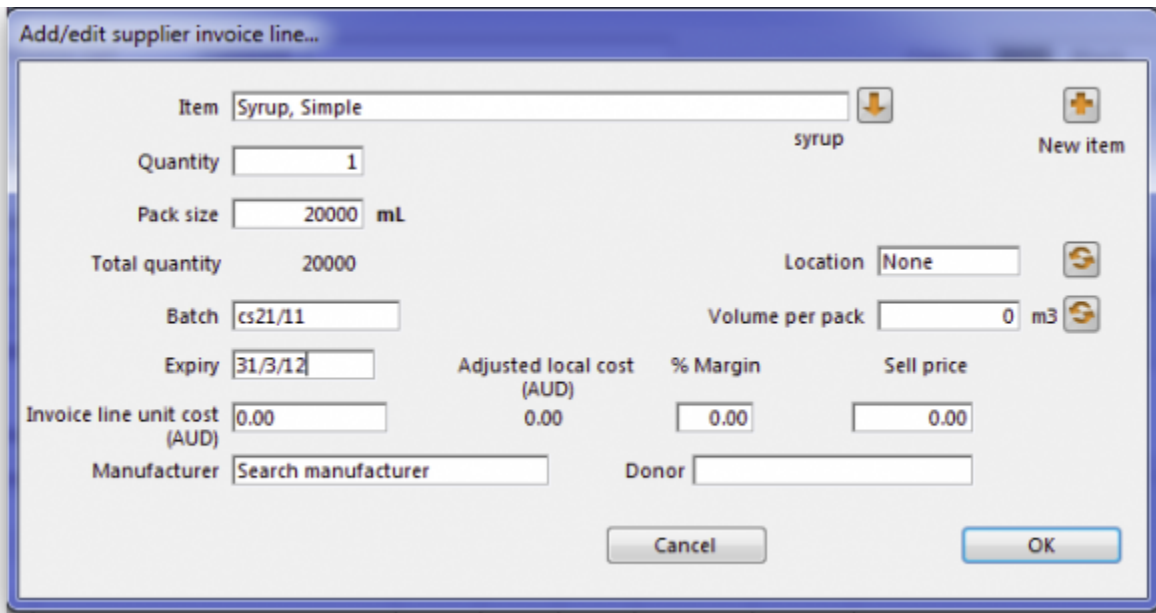 Add/edit supplier invoice line...
Item Syrup, Simple
syrup New item
Quantity 1
Pack size 20000 mL
Total quantity 20000 Location None
Batch cs21/11 Volume per pack 0 m3
Expiry 31/3/12 Adjusted local cost % Margin Sell price
(AUD)
Invoice line unit cost 0.00 0.00 0.00 0.00
(AUD)
Manufacturer Search manufacturer Donor
Cancel OK